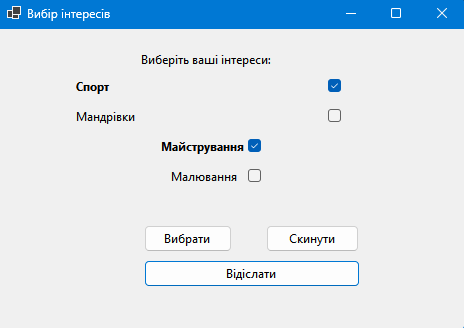 Вибір інтересів
Виберіть ваші інтереси:
Спорт
Мандрівки
Майстрування
Малювання
Вибрати Скинути
Відіслати